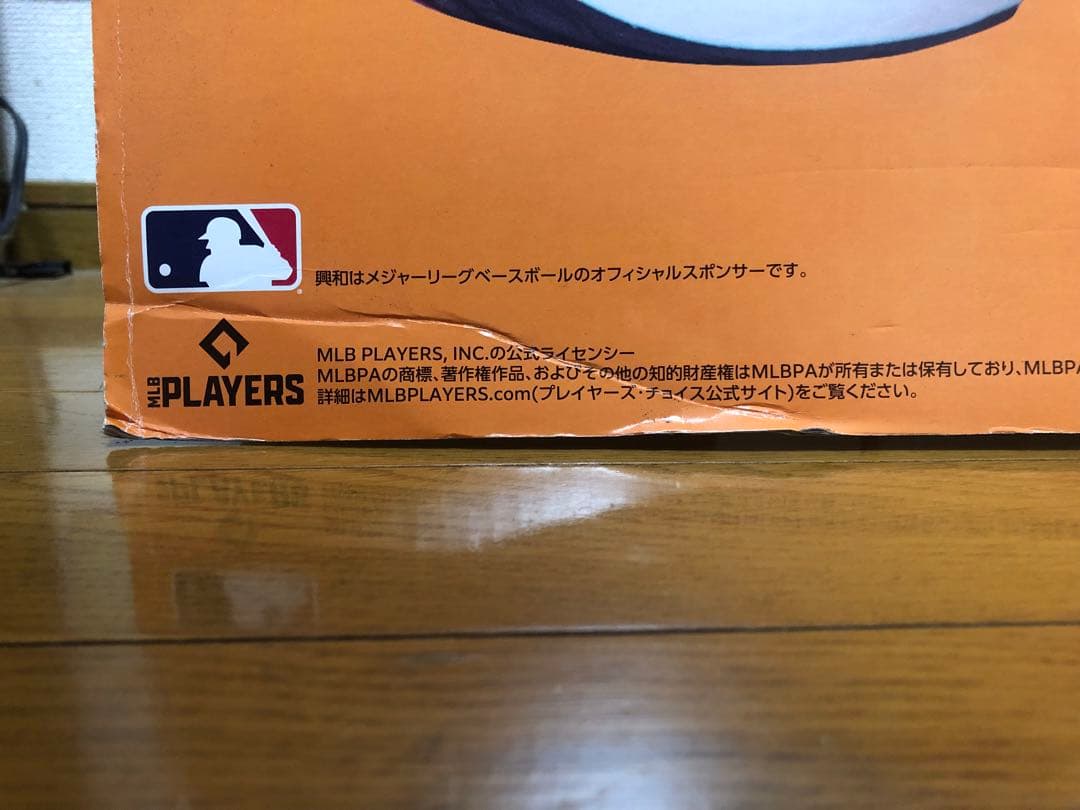 興和はメジャーリーグベースボールのオフィシャルスポンサーです。
MLB PLAYERS
MLB PLAYERS, INC.の公式ライセンシー
MLBPAの商標、著作権作品、およびその他の知的財産権はMLBPAが所有または保有しており、MLBPA
詳細はMLBPLAYERS.com(プレイヤーズ・チョイス公式サイト)をご覧ください。